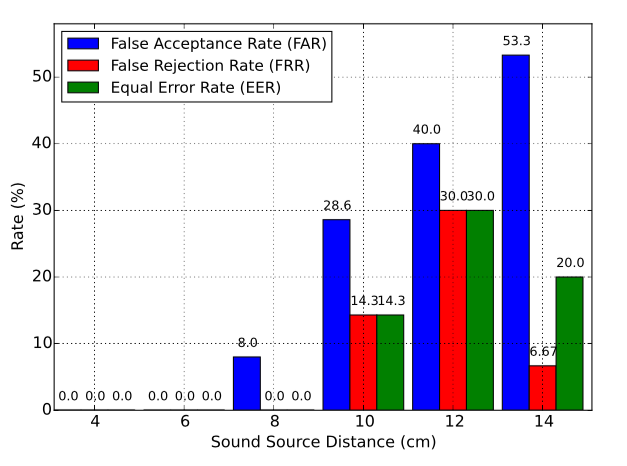 False Acceptance Rate (FAR)
False Rejection Rate (FRR)
Equal Error Rate (EER)
Rate (%)
50
40
30
20
10
0
0.0 0.0 0.0
0.0 0.0 0.0
8.0 0.0 0.0
28.6 14.3 14.3
40.0 30.0 30.0
53.3 6.67 20.0
4 6 8 10 12 14
Sound Source Distance (cm)